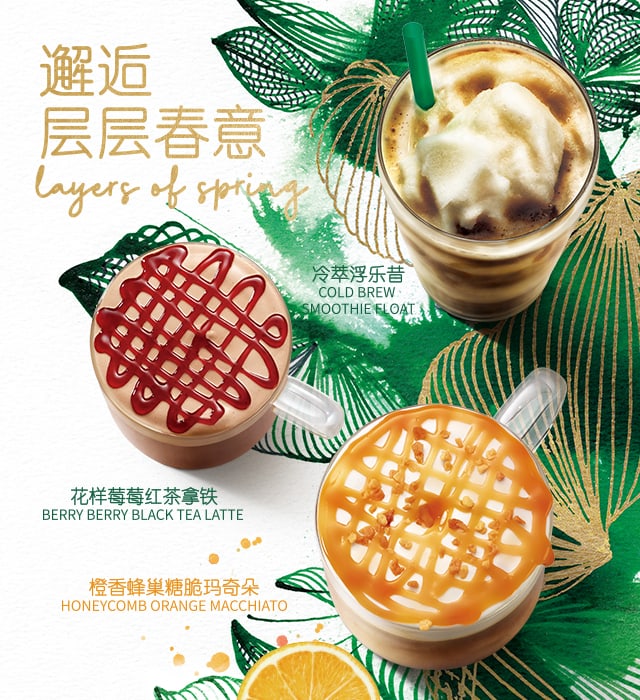 邂逅
层层春意
layers of spring
冷萃浮乐昔
COLD BREW
SMOOTHIE FLOAT
花样莓莓红茶拿铁
BERRY BERRY BLACK TEA LATTE
橙香蜂巢糖脆玛奇朵
HONEYCOMB ORANGE MACCHIATO